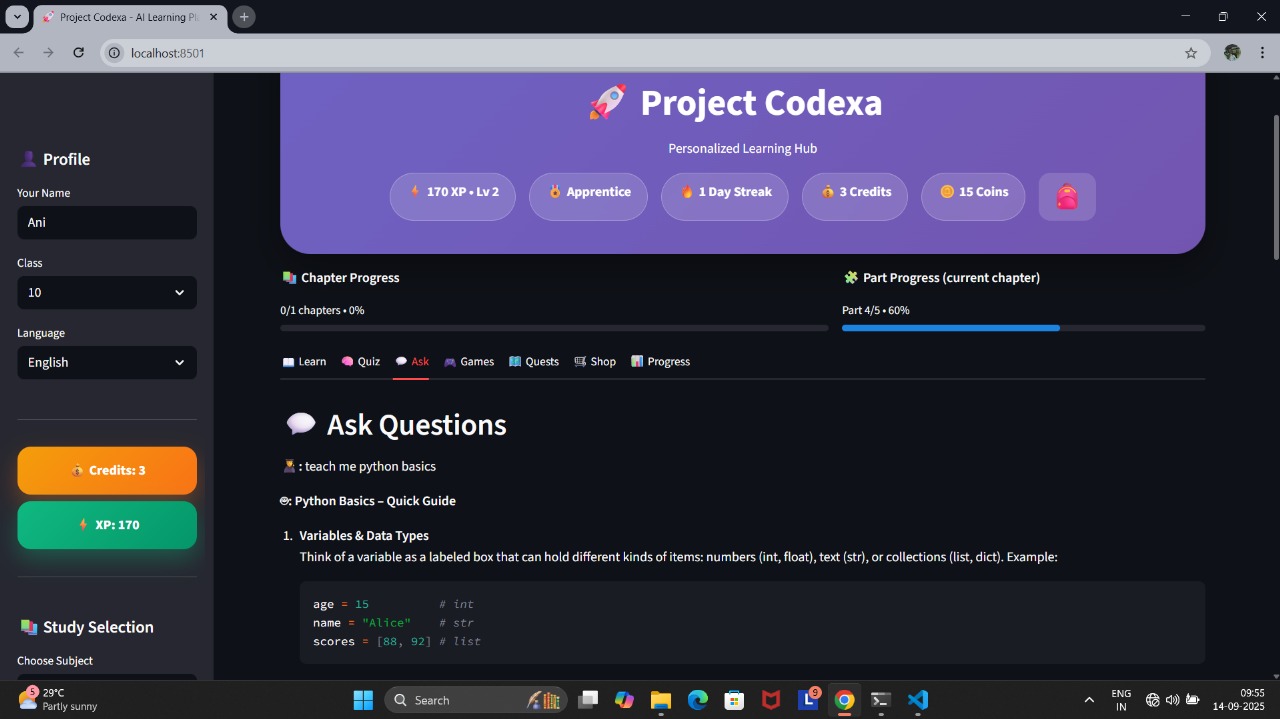 Project Codexa - AI Learning Pl
localhost:8501
Profile
Your Name
Ani
Class
10
Language
English
Credits: 3
XP: 170
Study Selection
Choose Subject
Project Codexa
Personalized Learning Hub
170 XP • Lv 2
Apprentice
1 Day Streak
3 Credits
15 Coins
Chapter Progress
0/1 chapters • 0%
Part Progress (current chapter)
Part 4/5 • 60%
Learn
Quiz
Ask
Games
Quests
Shop
Progress
Ask Questions
: teach me python basics
: Python Basics – Quick Guide
1. Variables & Data Types
Think of a variable as a labeled box that can hold different kinds of items: numbers (int, float), text (str), or collections (list, dict). Example:
age = 15 # int
name = "Alice" # str
scores = [88, 92] # list
5
29°C
Partly sunny
Search
L
9
ENG
IN
09:55
14-09-2025